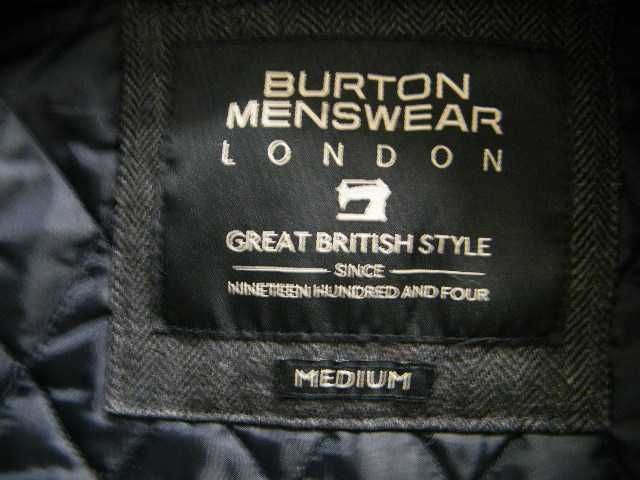 BURTON
MENSWEAR
LONDON
GREAT BRITISH STYLE
SINCE
NINETEEN HUNDRED AND FOUR
MEDIUM